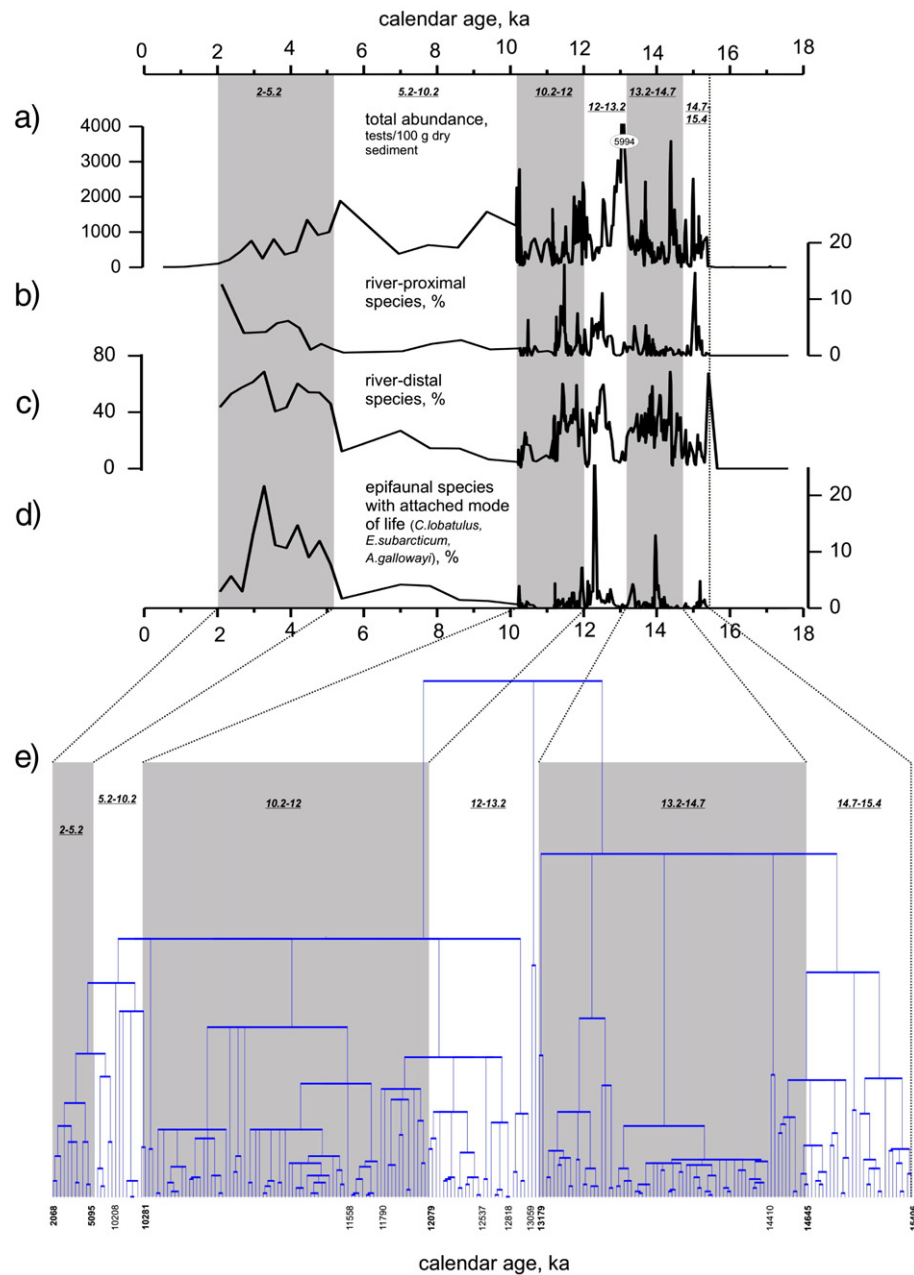 calendar age, ka
0 2 4 6 8 10 12 14 16 18
2-5.2 5.2-10.2 10.2-12 12-13.2 13.2-14.7 14.7-
15.4
a)
total abundance,
tests/100 g dry
sediment
5994
4000
3000
2000
1000
0
20
10
0
b)
river-proximal
species, %
80
40
0
c)
river-distal
species, %
d)
epifaunal species
with attached mode
of life (C.lobatulus,
E.subarcticum,
A.gallowayi), %
20
10
0
0 2 4 6 8 10 12 14 16 18
calendar age, ka
e)
2-5.2 5.2-10.2 10.2-12 12-13.2 13.2-14.7 14.7-15.4
2068 5095 10208 10281 11558 11790 12079 12537 12818 13059 13179 14410 14645
calendar age, ka